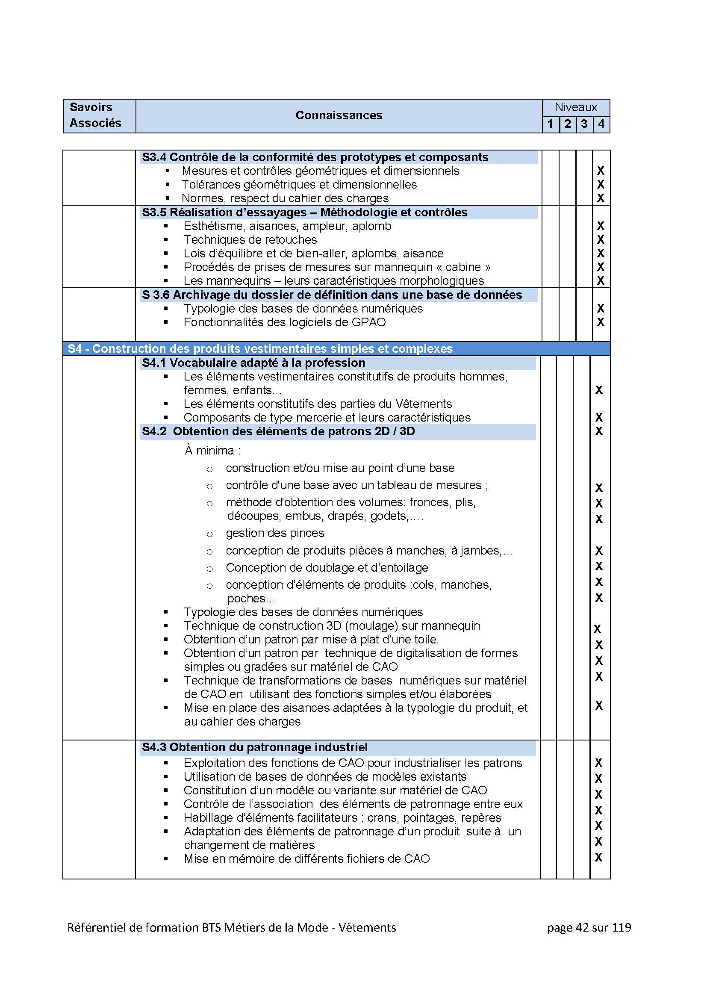 Savoirs Associés
Connaissances
Niveaux
1 2 3 4
S3.4 Contrôle de la conformité des prototypes et composants
▪ Mesures et contrôles géométriques et dimensionnels X
▪ Tolérances géométriques et dimensionnelles X
▪ Normes, respect du cahier des charges X
S3.5 Réalisation d’essayages – Méthodologie et contrôles
▪ Esthétisme, aisances, ampleur, aplomb X
▪ Techniques de retouches X
▪ Lois d’équilibre et de bien-aller, aplombs, aisance X
▪ Procédés de prises de mesures sur mannequin « cabine » X
▪ Les mannequins – leurs caractéristiques morphologiques X
S 3.6 Archivage du dossier de définition dans une base de données
▪ Typologie des bases de données numériques X
▪ Fonctionnalités des logiciels de GPAO X
S4 - Construction des produits vestimentaires simples et complexes
S4.1 Vocabulaire adapté à la profession
▪ Les éléments vestimentaires constitutifs de produits hommes,
femmes, enfants... X
▪ Les éléments constitutifs des parties du Vêtements
▪ Composants de type mercerie et leurs caractéristiques X
S4.2  Obtention des éléments de patrons 2D / 3D X
À minima :
o construction et/ou mise au point d’une base
o contrôle d'une base avec un tableau de mesures ; X
o méthode d'obtention des volumes: fronces, plis, X
découpes, embus, drapés, godets,.... X
o gestion des pinces
o conception de produits pièces à manches, à jambes,... X
o Conception de doublage et d’entoilage X
o conception d’éléments de produits :cols, manches, X
poches... X
▪ Typologie des bases de données numériques
▪ Technique de construction 3D (moulage) sur mannequin X
▪ Obtention d’un patron par mise à plat d’une toile. X
▪ Obtention d’un patron par  technique de digitalisation de formes
simples ou gradées sur matériel de CAO X
▪ Technique de transformations de bases  numériques sur matériel X
de CAO en  utilisant des fonctions simples et/ou élaborées
▪ Mise en place des aisances adaptées à la typologie du produit, et X
au cahier des charges
S4.3 Obtention du patronnage industriel
▪ Exploitation des fonctions de CAO pour industrialiser les patrons X
▪ Utilisation de bases de données de modèles existants X
▪ Constitution d’un modèle ou variante sur matériel de CAO X
▪ Contrôle de l’association  des éléments de patronnage entre eux X
▪ Habillage d’éléments facilitateurs : crans, pointages, repères X
▪ Adaptation des éléments de patronnage d’un produit  suite à  un
changement de matières X
▪ Mise en mémoire de différents fichiers de CAO X
Référentiel de formation BTS Métiers de la Mode - Vêtements page 42 sur 119